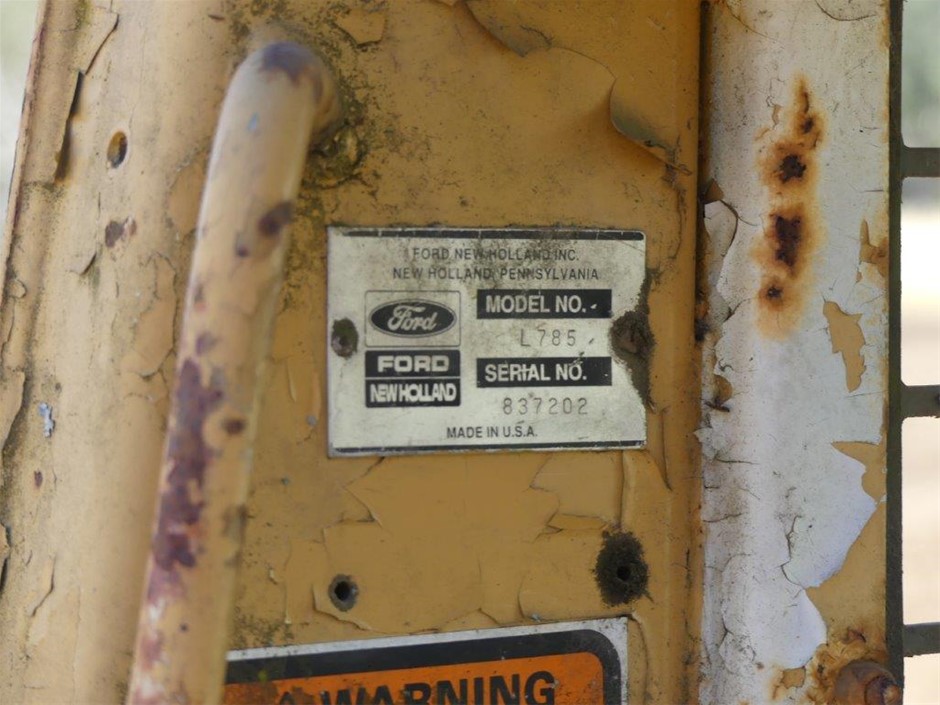 FORD NEW HOLLAND, INC.
NEW HOLLAND, PENNSYLVANIA
Ford
FORD
NEW HOLLAND
MODEL NO.
L785
SERIAL NO.
837202
MADE IN U.S.A.
WARNING